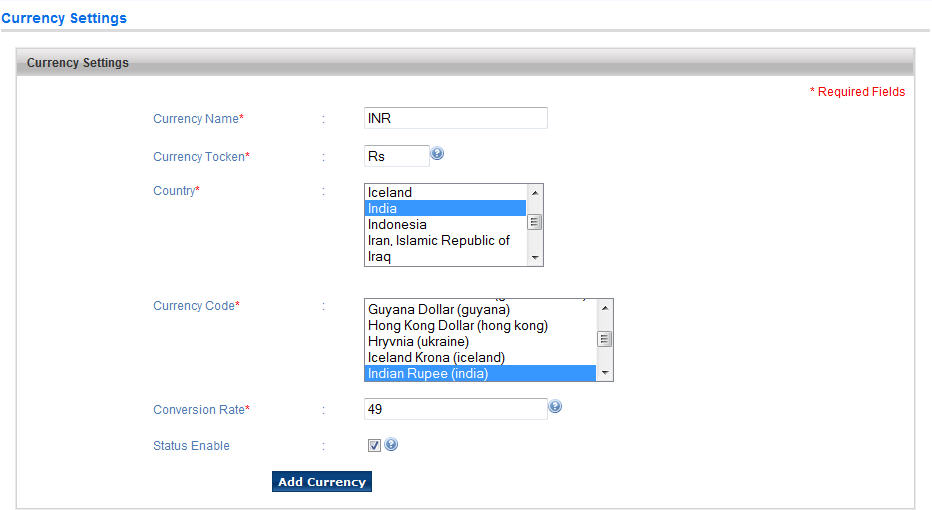 Currency Settings
Currency Settings
* Required Fields
Currency Name* : INR
Currency Tocken* : Rs
Country* :
Iceland
India
Indonesia
Iran, Islamic Republic of
Iraq
Currency Code* :
Guyana Dollar (guyana)
Hong Kong Dollar (hong kong)
Hryvnia (ukraine)
Iceland Krona (iceland)
Indian Rupee (india)
Conversion Rate* : 49
Status Enable :
Add Currency